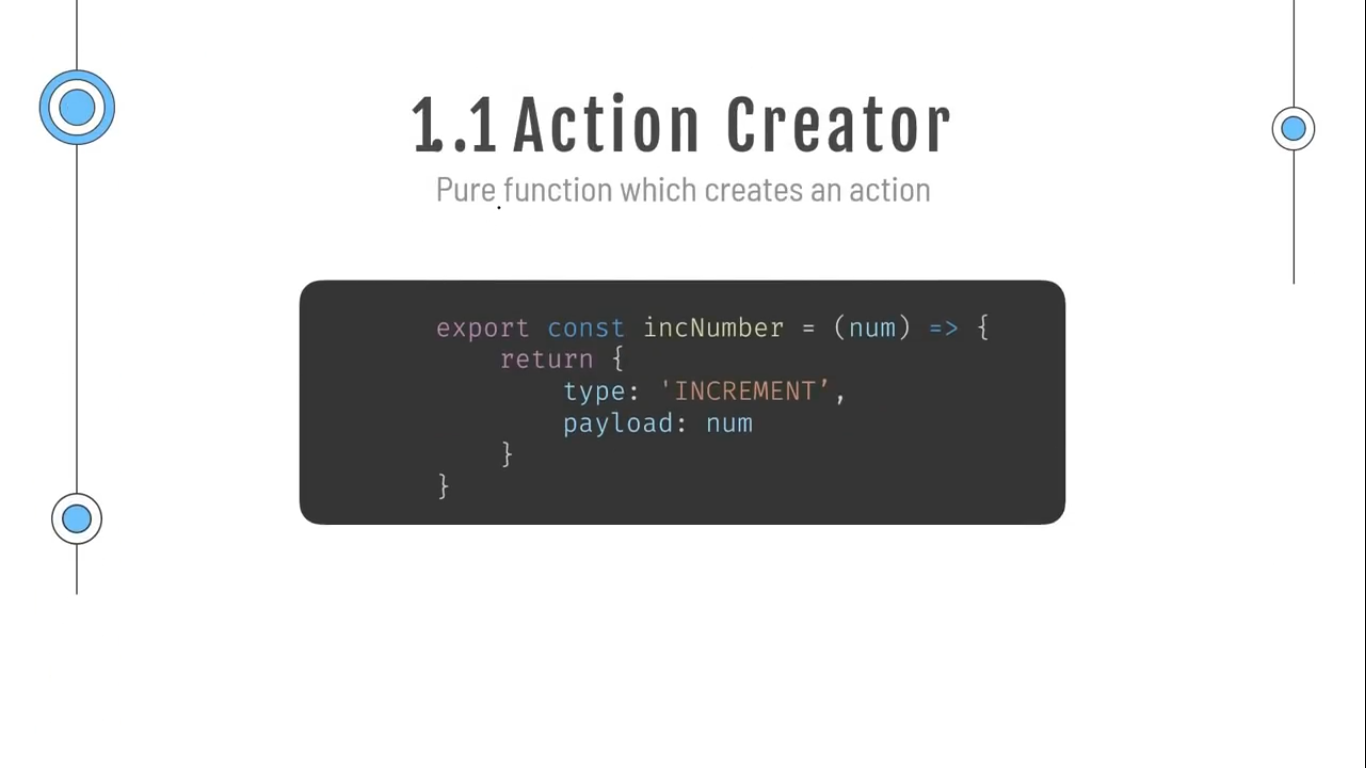 1.1 Action Creator
Pure function which creates an action
export const incNumber = (num) => {
    return {
        type: 'INCREMENT’,
        payload: num
    }
}